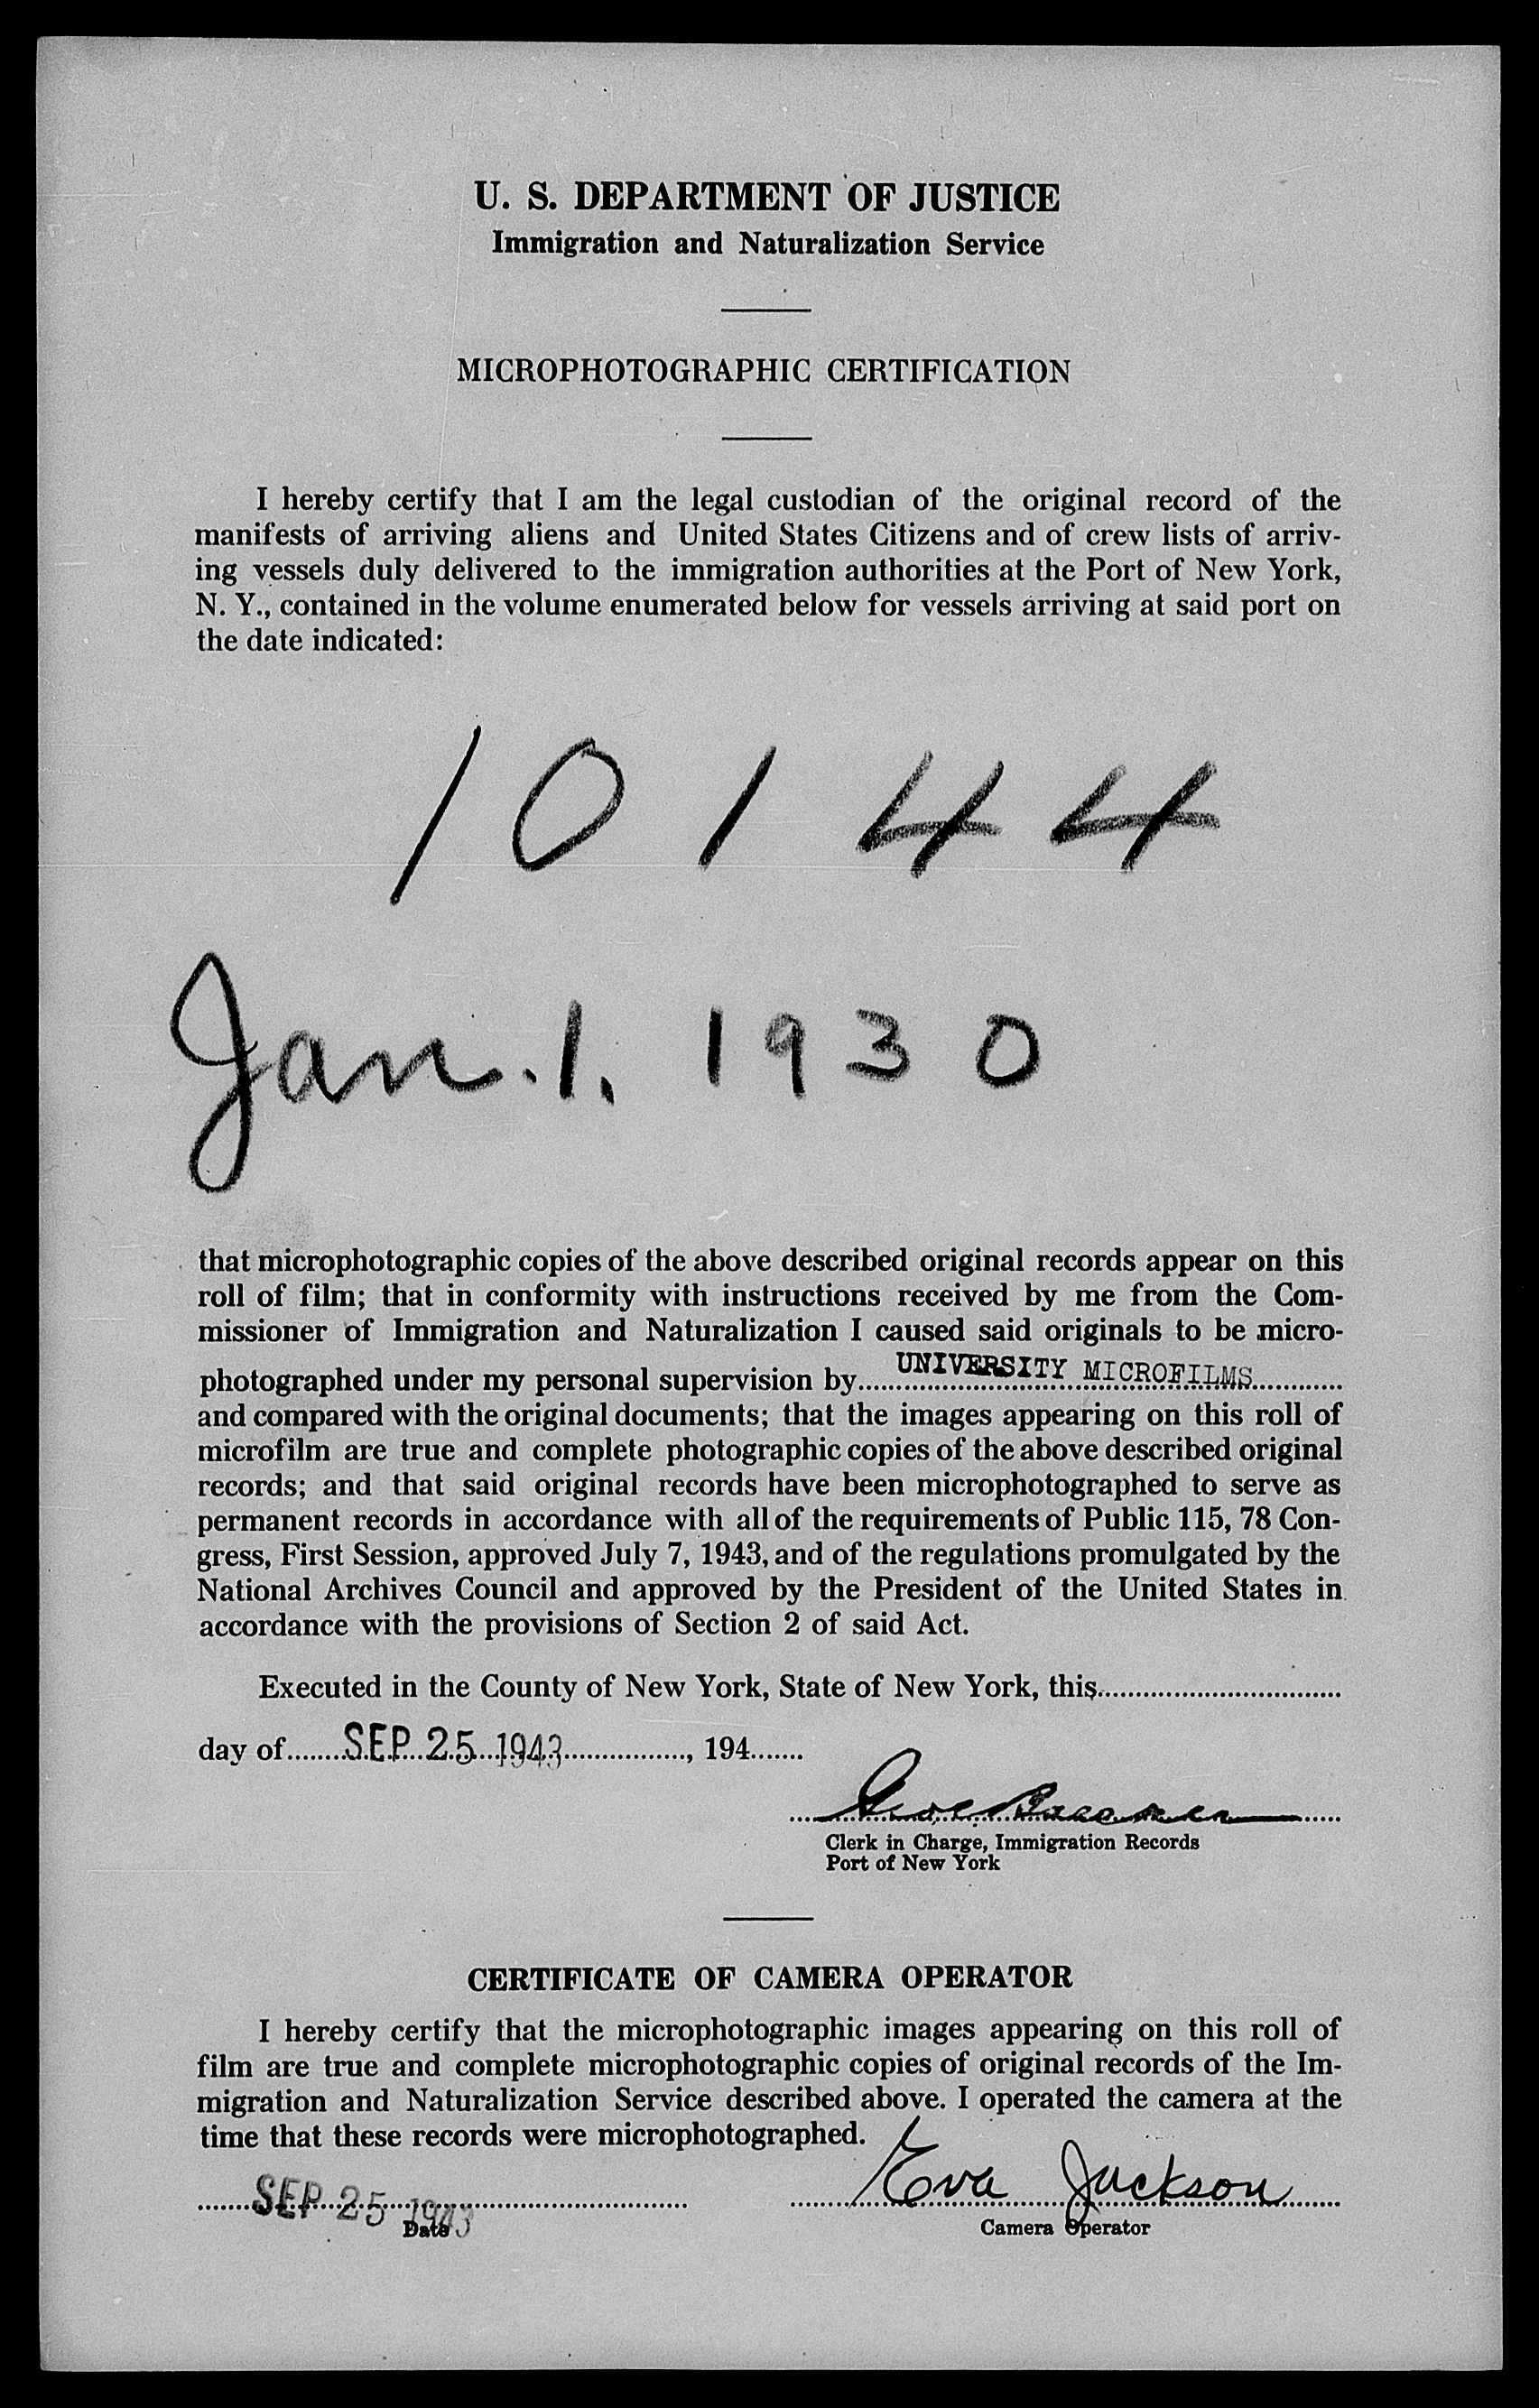 U. S. DEPARTMENT OF JUSTICE
Immigration and Naturalization Service
MICROPHOTOGRAPHIC CERTIFICATION
I hereby certify that I am the legal custodian of the original record of the
manifests of arriving aliens and United States Citizens and of crew lists of arriv-
ing vessels duly delivered to the immigration authorities at the Port of New York,
N. Y., contained in the volume enumerated below for vessels arriving at said port on
the date indicated:
10144
Jan. 1, 1930
that microphotographic copies of the above described original records appear on this
roll of film; that in conformity with instructions received by me from the Com-
missioner of Immigration and Naturalization I caused said originals to be micro-
photographed under my personal supervision by UNIVERSITY MICROFILMS
and compared with the original documents; that the images appearing on this roll of
microfilm are true and complete photographic copies of the above described original
records; and that said original records have been microphotographed to serve as
permanent records in accordance with all of the requirements of Public 115, 78 Con-
gress, First Session, approved July 7, 1943, and of the regulations promulgated by the
National Archives Council and approved by the President of the United States in
accordance with the provisions of Section 2 of said Act.
Executed in the County of New York, State of New York, this
day of SEP 25 1943, 194
Clerk in Charge, Immigration Records
Port of New York
CERTIFICATE OF CAMERA OPERATOR
I hereby certify that the microphotographic images appearing on this roll of
film are true and complete microphotographic copies of original records of the Im-
migration and Naturalization Service described above. I operated the camera at the
time that these records were microphotographed.
SEP 25 1943 Eva Jackson
Date Camera Operator